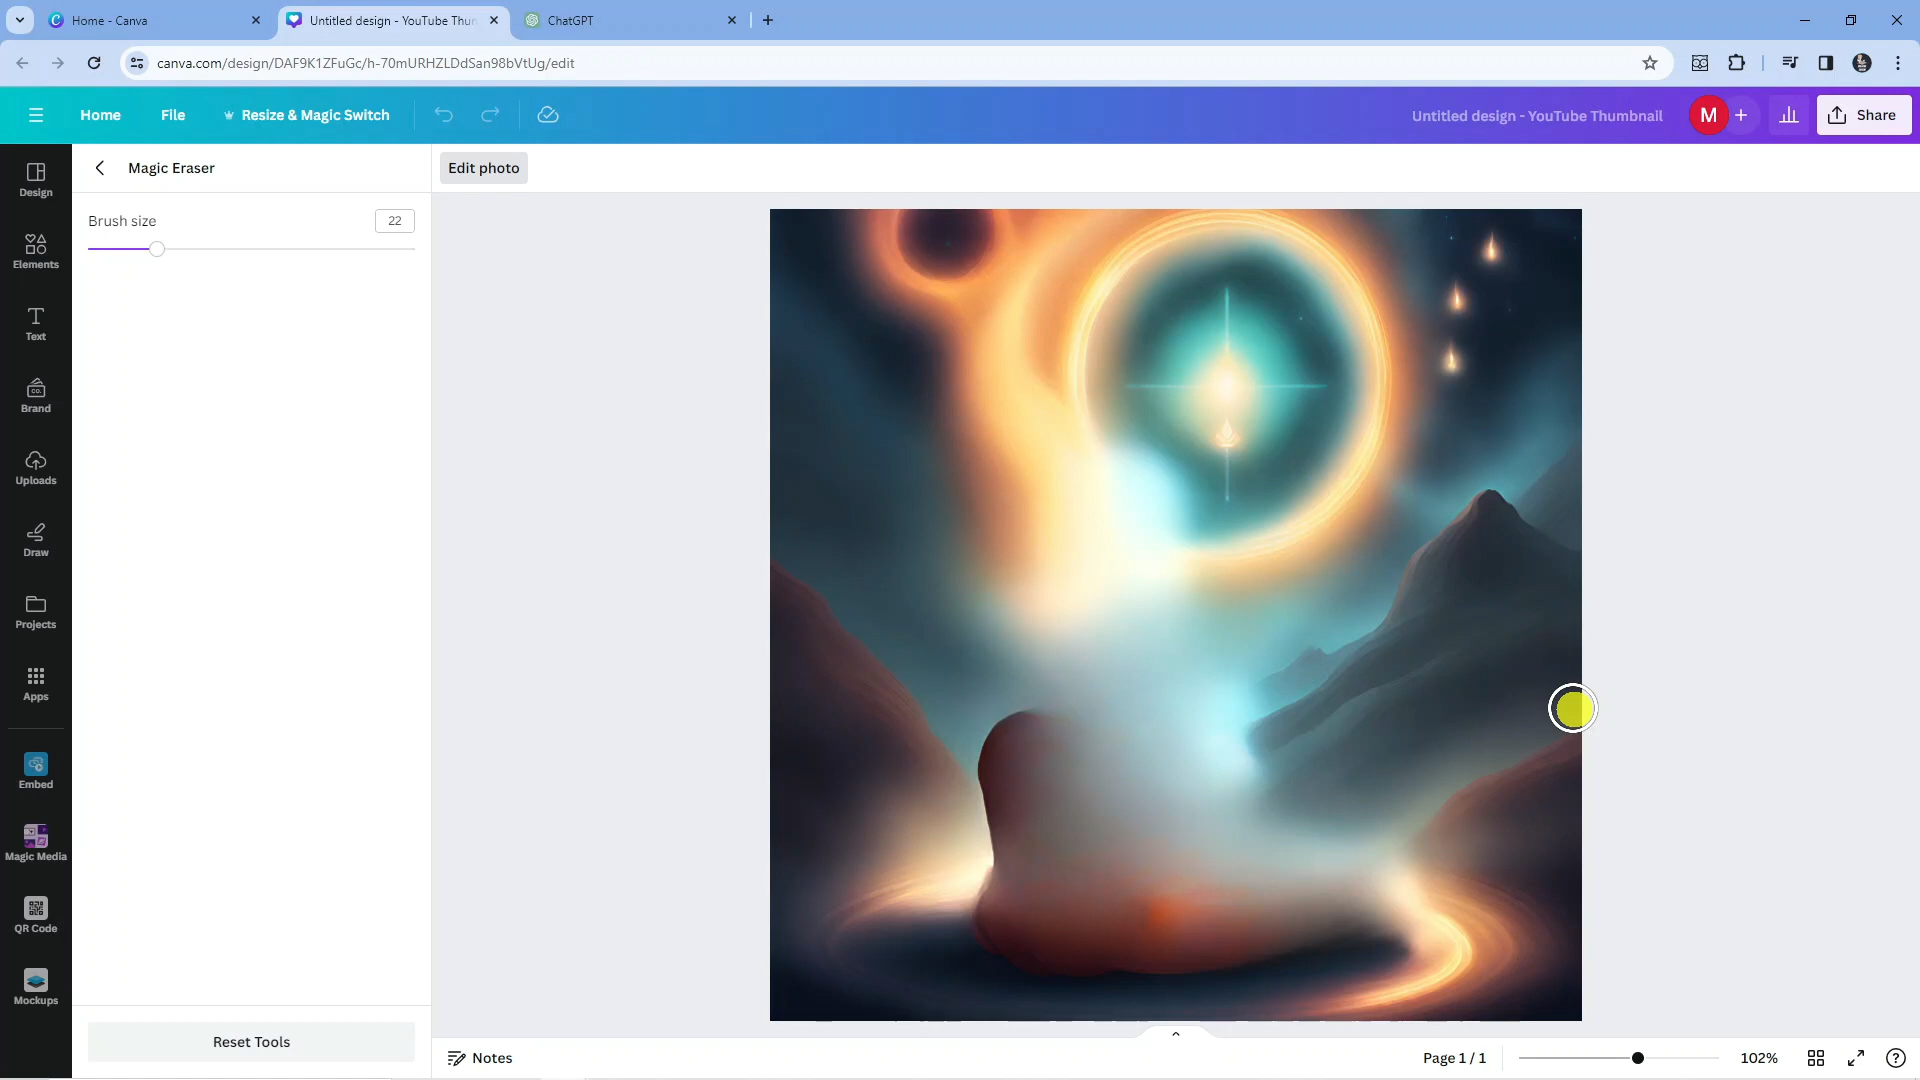 Home - Canva
Untitled design - YouTube Thun
ChatGPT
canva.com/design/DAF9K1ZFuGc/h-70mURHZLDdSan98bVtUg/edit
Home
File
Resize & Magic Switch
Untitled design - YouTube Thumbnail
M
Share
Design
Elements
Text
CO.
Brand
Uploads
Draw
Projects
Apps
Embed
Magic Media
QR Code
Mockups
Magic Eraser
Brush size
22
Reset Tools
Edit photo
Notes
Page 1 / 1
102%